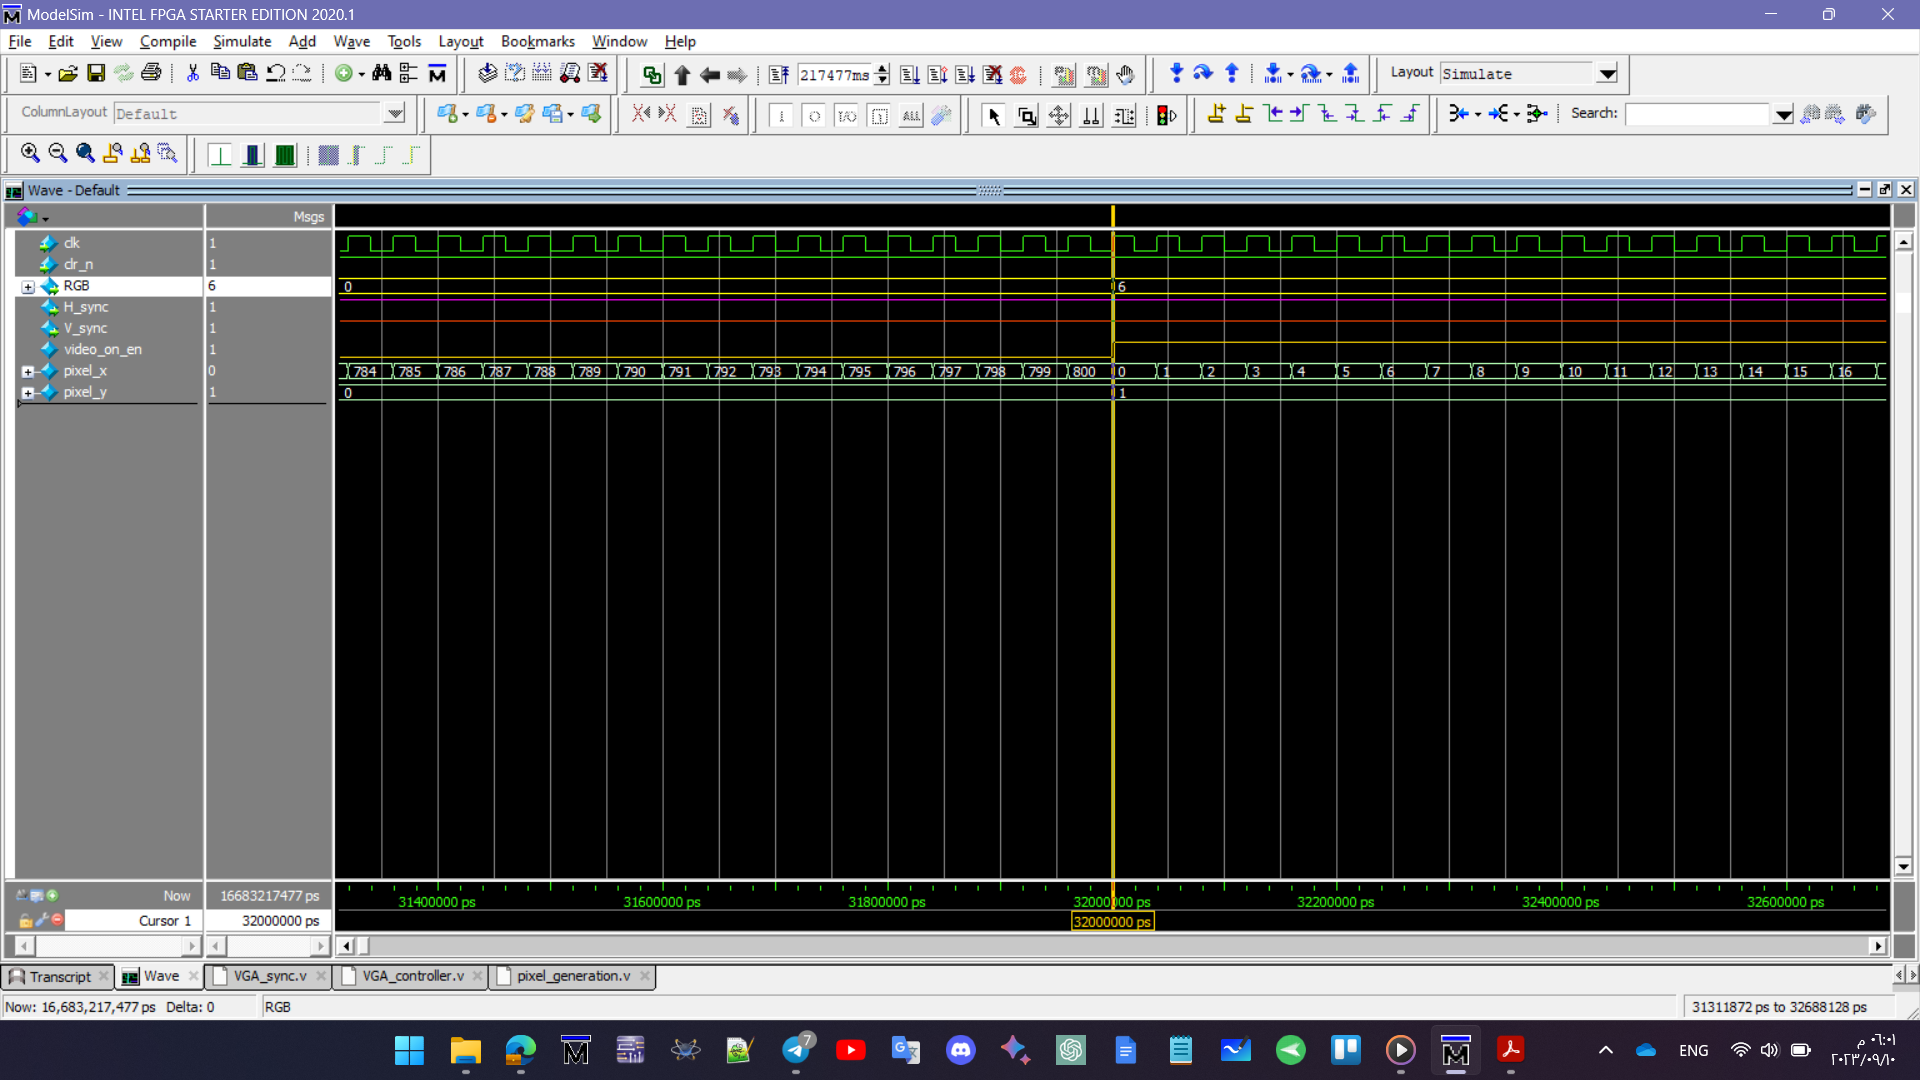 ModelSim - INTEL FPGA STARTER EDITION 2020.1
File Edit View Compile Simulate Add Wave Tools Layout Bookmarks Window Help
217477ms Layout Simulate
ColumnLayout Default ALL Search:
Wave - Default
Msgs
clk 1
clr_n 1
RGB 6 0 6
H_sync 1
V_sync 1
video_on_en 1
pixel_x 0 784 785 786 787 788 789 790 791 792 793 794 795 796 797 798 799 800 0 1 2 3 4 5 6 7 8 9 10 11 12 13 14 15 16
pixel_y 1 0 1
Now 16683217477 ps 31400000 ps 31600000 ps 31800000 ps 32000000 ps 32200000 ps 32400000 ps 32600000 ps
Cursor 1 32000000 ps 32000000 ps
Transcript Wave VGA_sync.v VGA_controller.v pixel_generation.v
Now: 16,683,217,477 ps Delta: 0 RGB 31311872 ps to 32688128 ps
7 ENG ٠٦:٠١ م
٢٠٢٣/٠٩/١٠